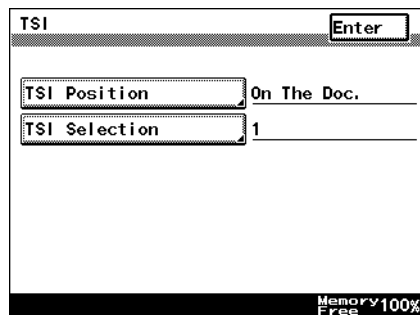 TSI Enter
TSI Position On The Doc.
TSI Selection 1
Memory
Free 100%